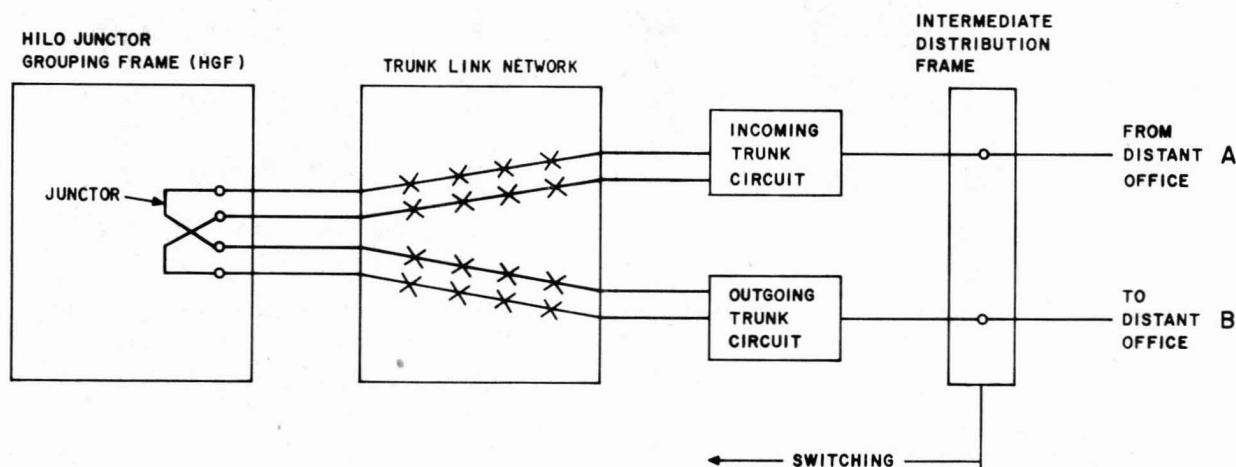 HILO JUNCTOR
GROUPING FRAME (HGF)
TRUNK LINK NETWORK
INTERMEDIATE
DISTRIBUTION
FRAME
JUNCTOR
INCOMING
TRUNK
CIRCUIT
FROM
DISTANT A
OFFICE
OUTGOING
TRUNK
CIRCUIT
TO
DISTANT B
OFFICE
SWITCHING